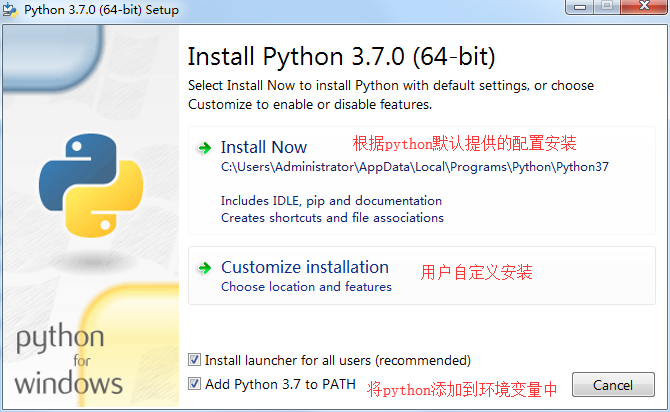 Python 3.7.0 (64-bit) Setup
Install Python 3.7.0 (64-bit)
Select Install Now to install Python with default settings, or choose
Customize to enable or disable features.
Install Now 根据python默认提供的配置安装
C:\Users\Administrator\AppData\Local\Programs\Python\Python37
Includes IDLE, pip and documentation
Creates shortcuts and file associations
Customize installation 用户自定义安装
Choose location and features
python
for
windows
Install launcher for all users (recommended)
Add Python 3.7 to PATH 将python添加到环境变量中
Cancel